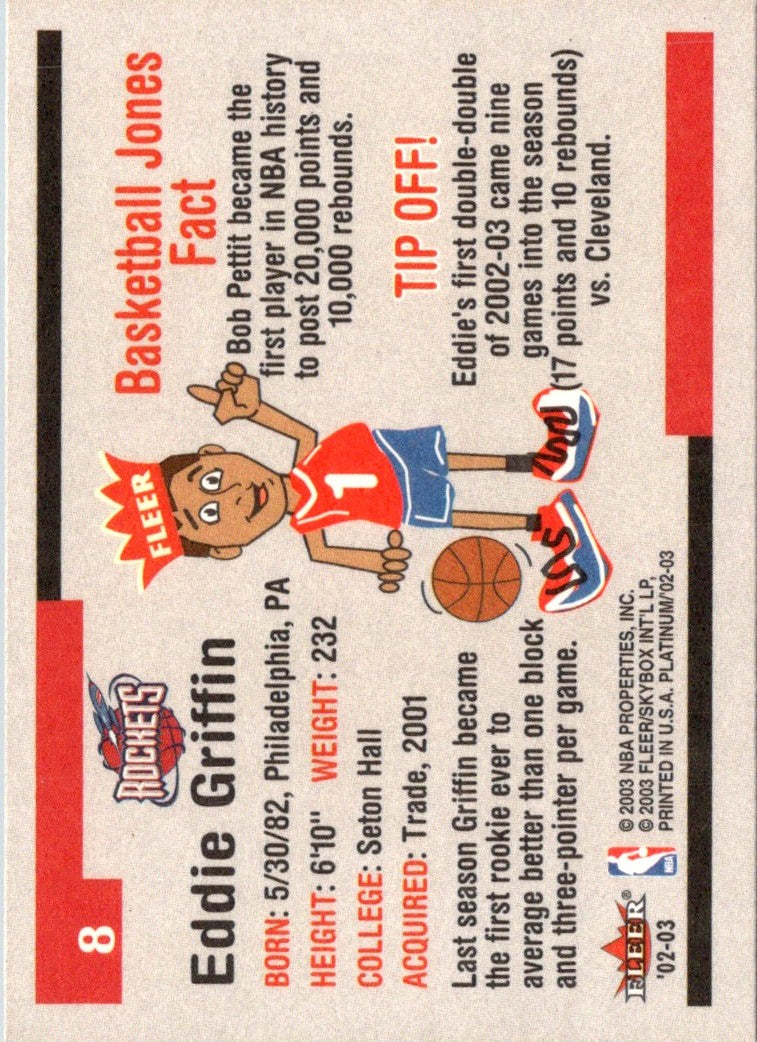 8
ROCKETS
Eddie Griffin
BORN: 5/30/82, Philadelphia, PA
HEIGHT: 6'10" WEIGHT: 232
COLLEGE: Seton Hall
ACQUIRED: Trade, 2001
Last season Griffin became
the first rookie ever to
average better than one block
and three-pointer per game.
FLEER
1
Basketball Jones
Fact
Bob Pettit became the
first player in NBA history
to post 20,000 points and
10,000 rebounds.
TIP OFF!
Eddie's first double-double
of 2002-03 came nine
games into the season
(17 points and 10 rebounds)
vs. Cleveland.
FLEER®
'02-03
NBA
© 2003 NBA PROPERTIES, INC.
© 2003 FLEER/SKYBOX INT'L LP,
PRINTED IN U.S.A. PLATINUM/'02-03